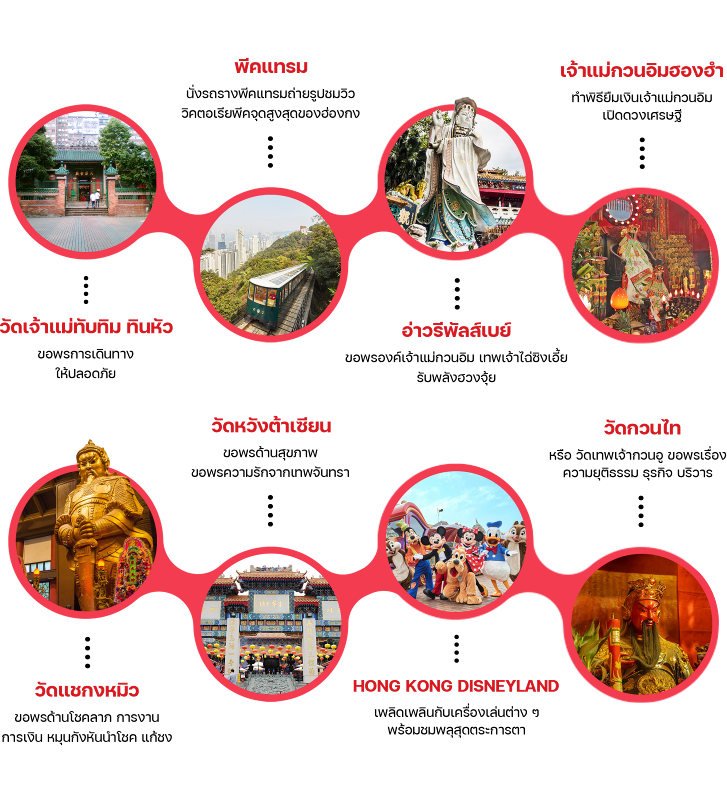 พีคแทรม
นั่งรถรางพีคแทรมถ่ายรูปชมวิว
วิคตอเรียพีคจุดสูงสุดของฮ่องกง
เจ้าแม่กวนอิมฮองฮำ
ทำพิธียืมเงินเจ้าแม่กวนอิม
เปิดดวงเศรษฐี
วัดเจ้าแม่ทับทิม ทินหัว
ขอพรการเดินทาง
ให้ปลอดภัย
อ่าวรีพัลส์เบย์
ขอพรองค์เจ้าแม่กวนอิม เทพเจ้าไฉ่ซิงเอี้ย
รับพลังฮวงจุ้ย
วัดหวังต้าเซียน
ขอพรด้านสุขภาพ
ขอพรความรักจากเทพจันทรา
วัดกวนไท
หรือ วัดเทพเจ้ากวนอู ขอพรเรื่อง
ความยุติธรรม ธุรกิจ บริวาร
วัดแชกงหมิว
ขอพรด้านโชคลาภ การงาน
การเงิน หมุนกังหันนำโชค แก้ชง
HONG KONG DISNEYLAND
เพลิดเพลินกับเครื่องเล่นต่าง ๆ
พร้อมชมพลุสุดตระการตา